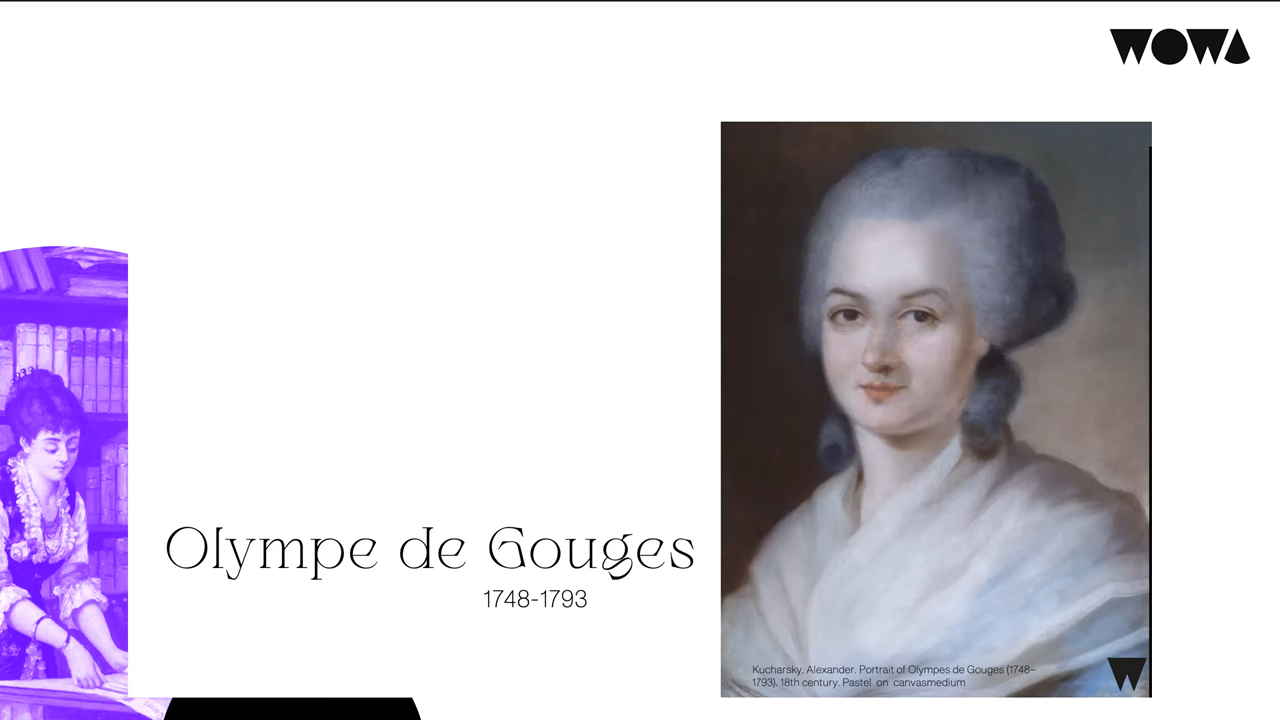 WOWA
Olympe de Gouges
1748-1793
Kucharsky, Alexander. Portrait of Olympes de Gouges (1748–
1793). 18th century. Pastel on canvasmedium
W